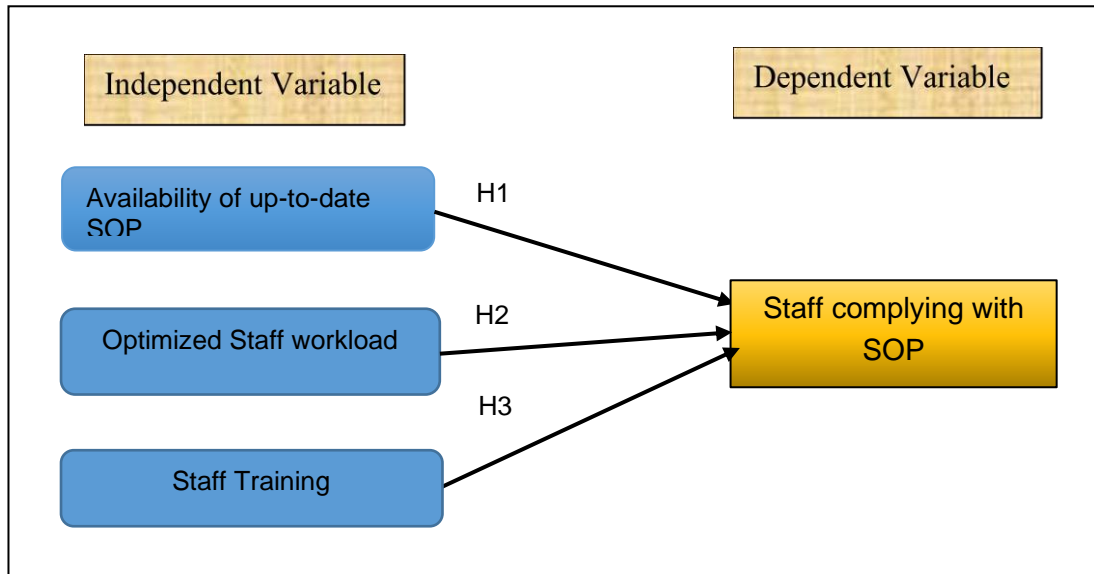 Independent Variable
Dependent Variable
Availability of up-to-date
SOP
H1
Optimized Staff workload
H2
Staff complying with
SOP
H3
Staff Training